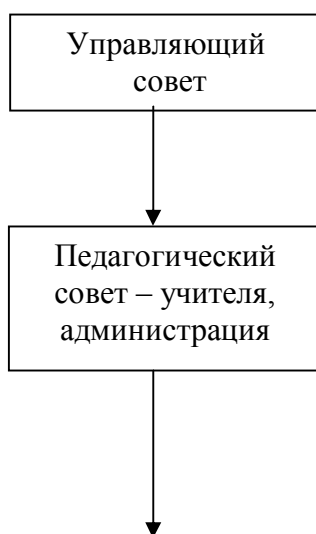 Управляющий
совет
Педагогический
совет – учителя,
администрация